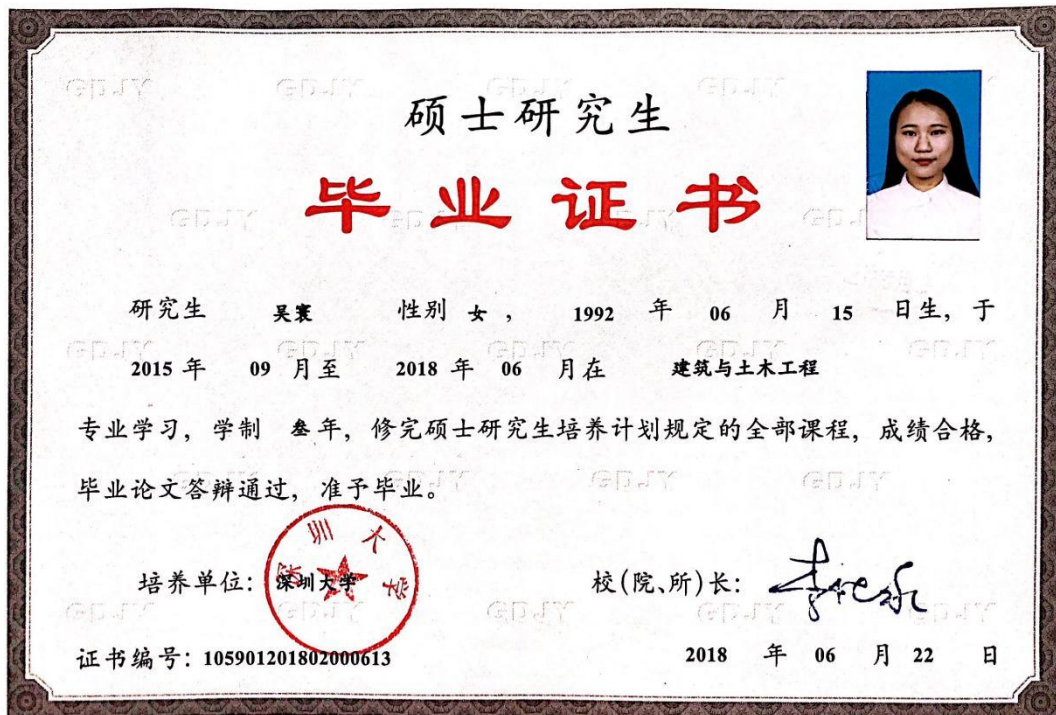 硕士研究生
毕业证书
研究生 吴寰 性别 女, 1992 年 06 月 15 日生, 于
2015 年 09 月至 2018 年 06 月在 建筑与土木工程
专业学习, 学制 叁年, 修完硕士研究生培养计划规定的全部课程, 成绩合格,
毕业论文答辩通过, 准予毕业。
深圳大学
培养单位: 深圳大学 校(院、所)长:
证书编号: 105901201802000613 2018 年 06 月 22 日